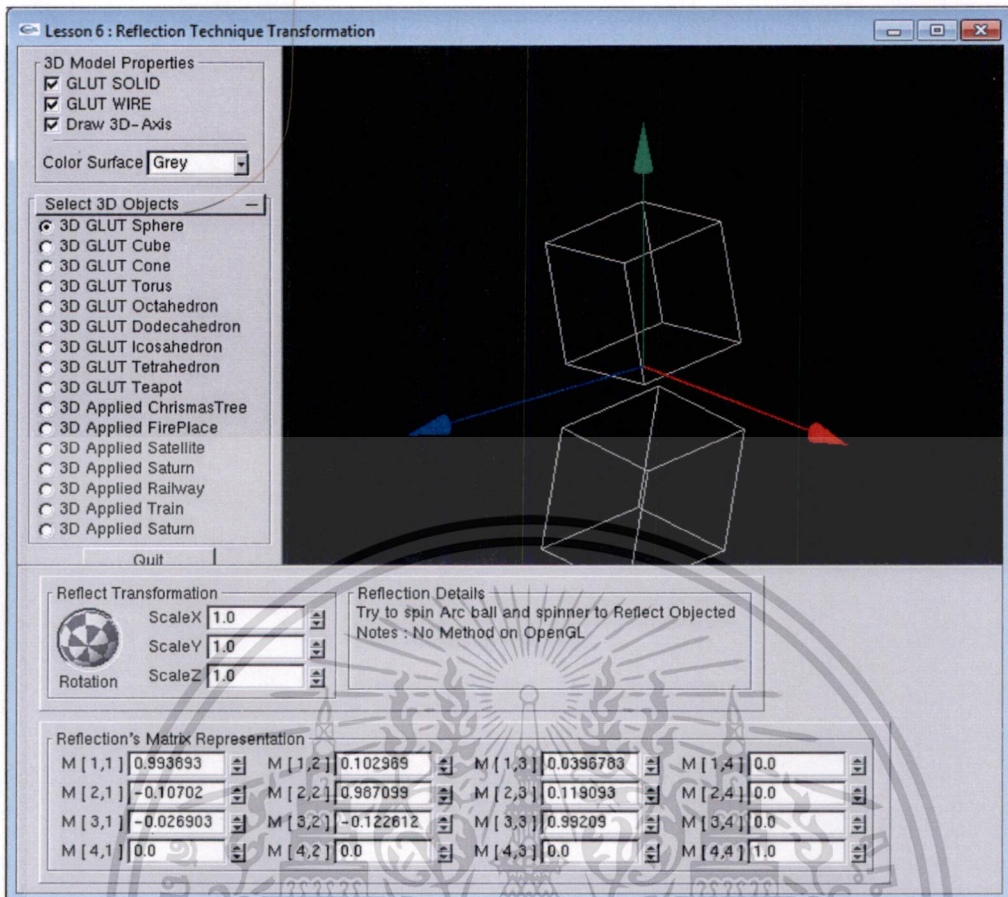 Lesson 6 : Reflection Technique Transformation
3D Model Properties
GLUT SOLID
GLUT WIRE
Draw 3D-Axis
Color Surface Grey
Select 3D Objects
3D GLUT Sphere
3D GLUT Cube
3D GLUT Cone
3D GLUT Torus
3D GLUT Octahedron
3D GLUT Dodecahedron
3D GLUT Icosahedron
3D GLUT Tetrahedron
3D GLUT Teapot
3D Applied ChrismasTree
3D Applied FirePlace
3D Applied Satellite
3D Applied Saturn
3D Applied Railway
3D Applied Train
3D Applied Saturn
Quit
Reflect Transformation
ScaleX 1.0
ScaleY 1.0
ScaleZ 1.0
Rotation
Reflection Details
Try to spin Arc ball and spinner to Reflect Objected
Notes : No Method on OpenGL
Reflection's Matrix Representation
M [ 1,1 ] 0.993693 M [ 1,2 ] 0.102969 M [ 1,3 ] 0.0396783 M [ 1,4 ] 0.0
M [ 2,1 ] -0.10702 M [ 2,2 ] 0.987099 M [ 2,3 ] 0.119093 M [ 2,4 ] 0.0
M [ 3,1 ] -0.026903 M [ 3,2 ] -0.122612 M [ 3,3 ] 0.99209 M [ 3,4 ] 0.0
M [ 4,1 ] 0.0 M [ 4,2 ] 0.0 M [ 4,3 ] 0.0 M [ 4,4 ] 1.0